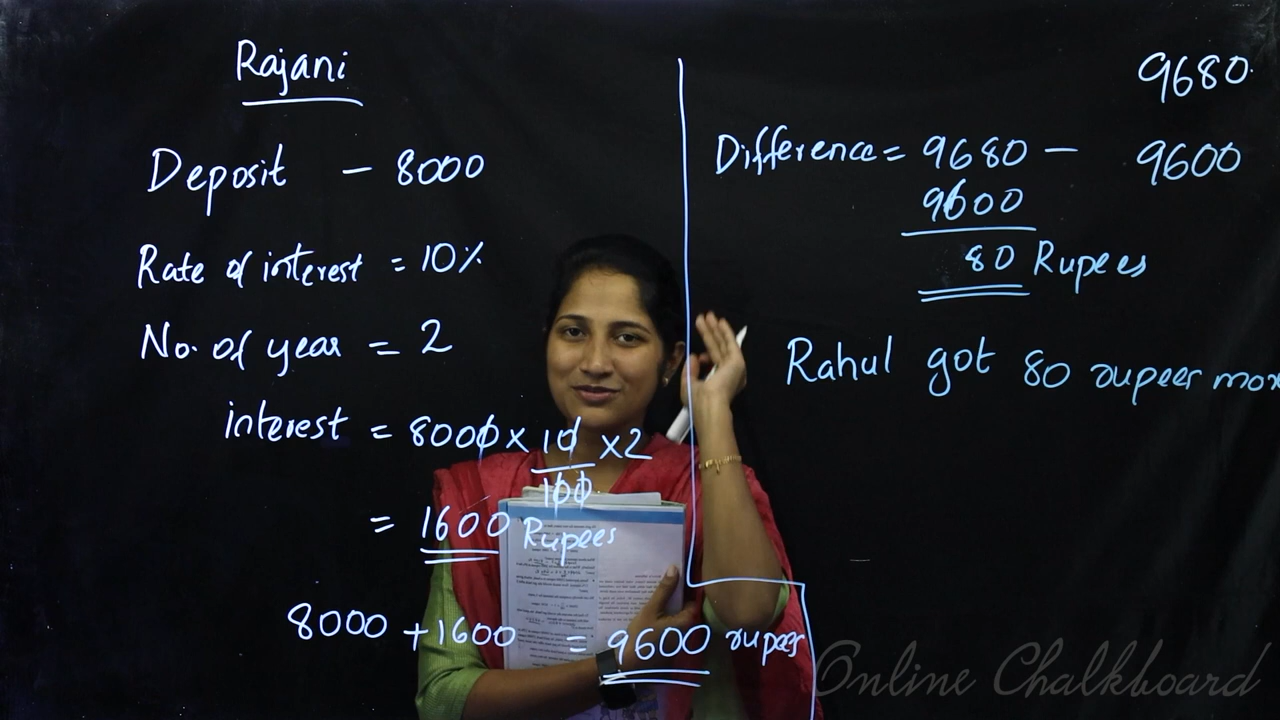 Rajani
Deposit - 8000
Rate of interest = 10%
No. of year = 2
interest = 8000 x 10/100 x 2
= 1600 Rupees
8000 + 1600 = 9600 rupees
9680
9600
Difference = 9680 -
9600
80 Rupees
Rahul got 80 rupees mor
Online Chalkboard